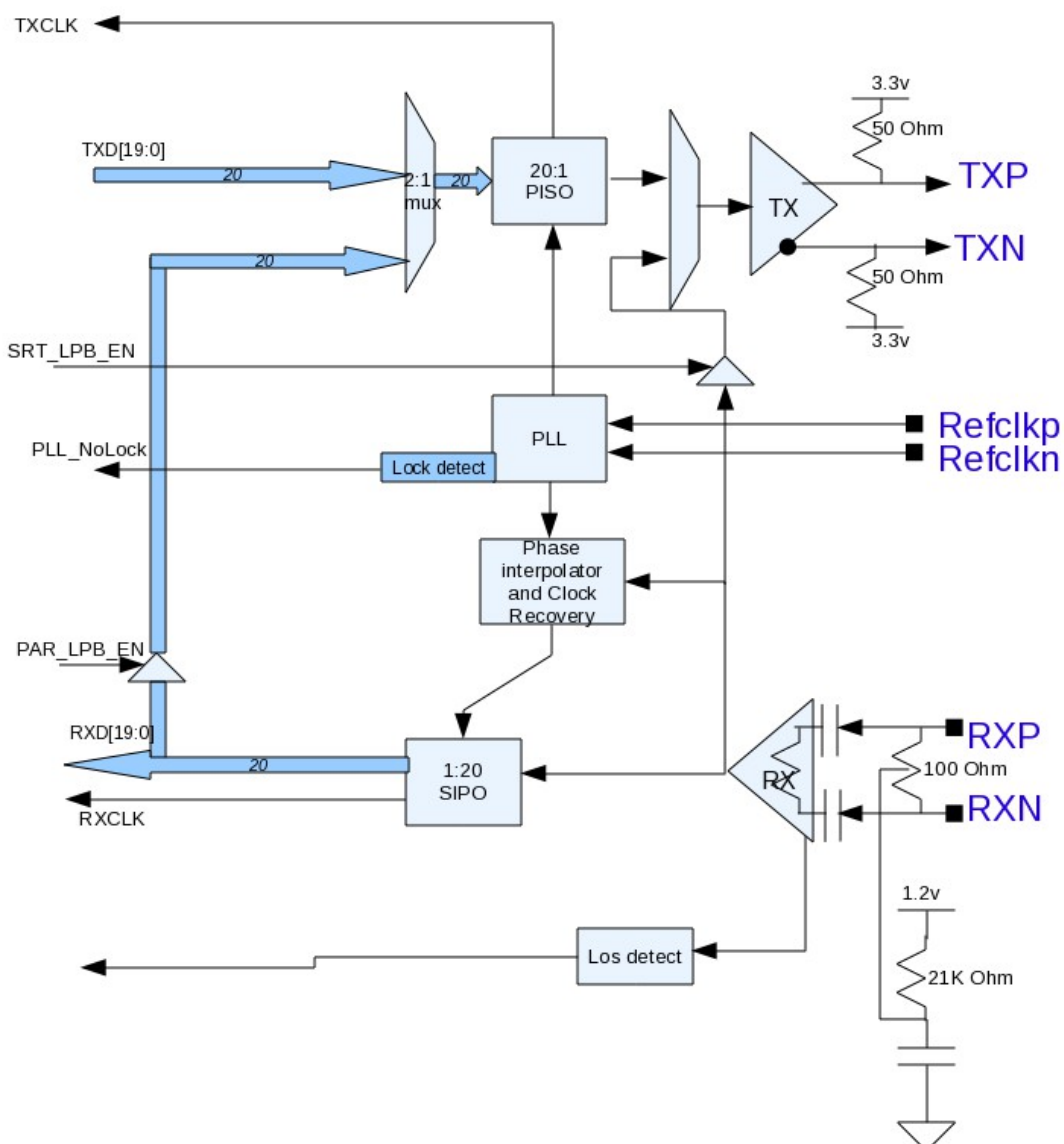 TXCLK
3.3v
50 Ohm
TXD[19:0]
20
2:1
mux
20
20:1
PISO
TX
TXP
TXN
20
50 Ohm
3.3v
SRT_LPB_EN
PLL
Refclkp
Refclkn
PLL_NoLock
Lock detect
Phase
interpolator
and Clock
Recovery
PAR_LPB_EN
RXD[19:0]
20
1:20
SIPO
RXCLK
RX
RXP
100 Ohm
RXN
1.2v
21K Ohm
Los detect